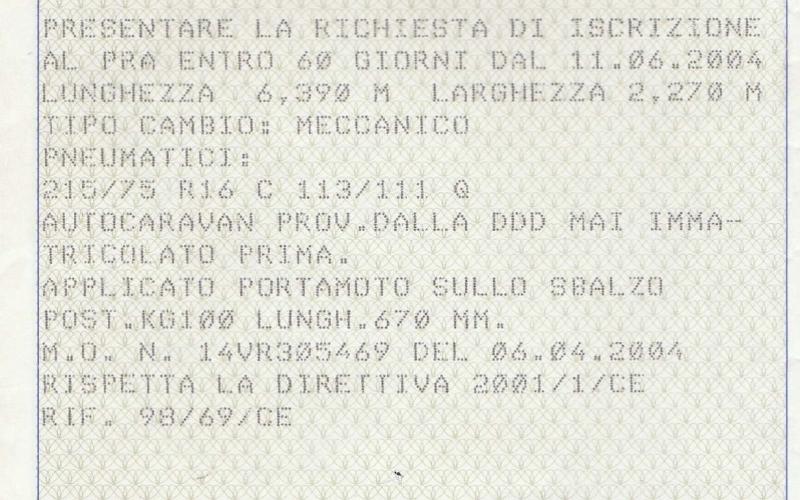 PRESENTARE LA RICHIESTA DI ISCRIZIONE
AL PRA ENTRO 60 GIORNI DAL 11.06.2004
LUNGHEZZA 6,390 M LARGHEZZA 2,270 M
TIPO CAMBIO: MECCANICO
PNEUMATICI:
215/75 R16 C 113/111 Q
AUTOCARAVAN PROV.DALLA DDD MAI IMMA-
TRICOLATO PRIMA.
APPLICATO PORTAMOTO SULLO SBALZO
POST.KG100 LUNGH.670 MM.
M.O. N. 14VR305469 DEL 06.04.2004
RISPETTA LA DIRETTIVA 2001/1/CE
RIF. 98/69/CE